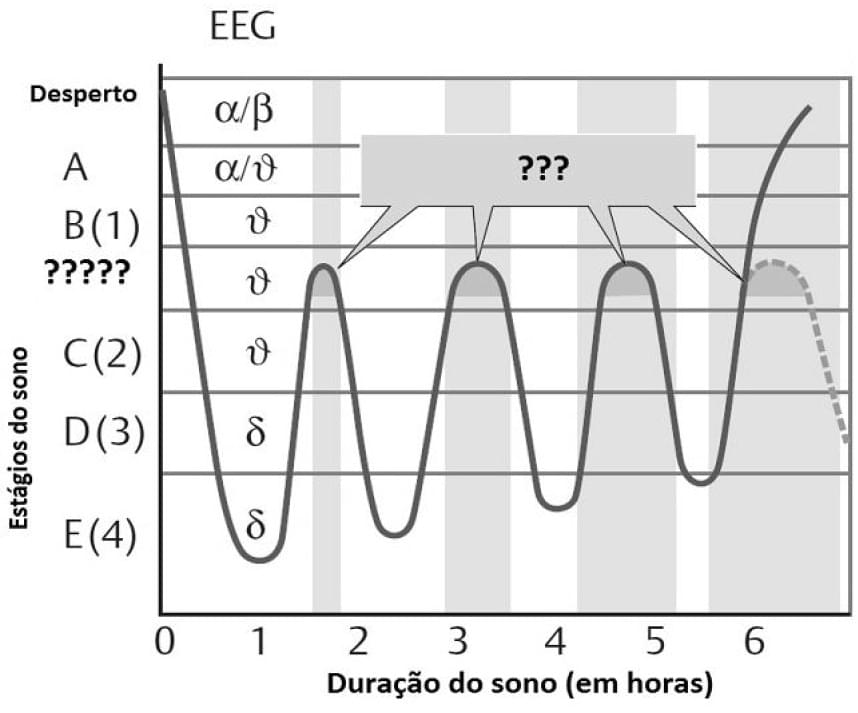 EEG
Desperto
α/β
A
α/ϑ
???
B(1)
ϑ
?????
ϑ
C(2)
ϑ
D(3)
δ
E(4)
δ
Estágios do sono
0 1 2 3 4 5 6
Duração do sono (em horas)